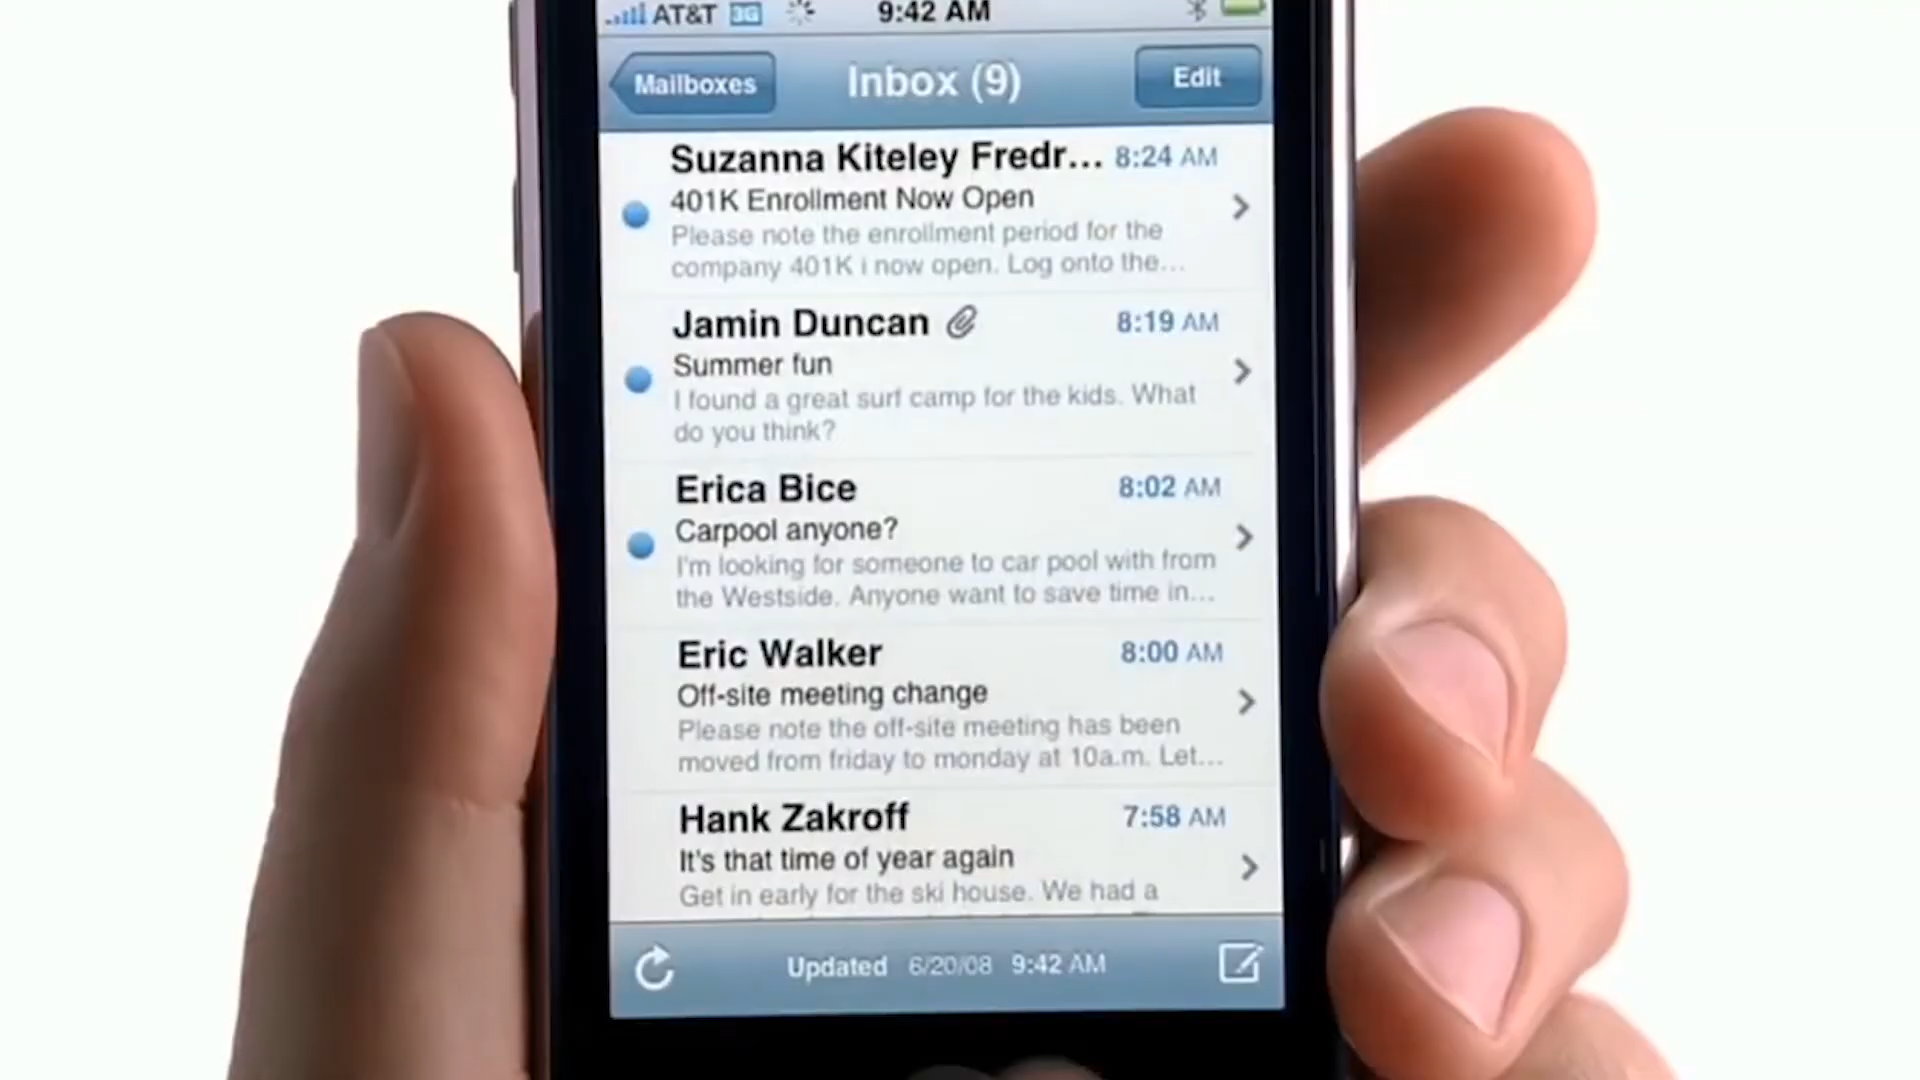 AT&T 3G 9:42 AM
Mailboxes Inbox (9) Edit
Suzanna Kiteley Fredr... 8:24 AM
401K Enrollment Now Open
Please note the enrollment period for the
company 401K i now open. Log onto the...
Jamin Duncan 8:19 AM
Summer fun
I found a great surf camp for the kids. What
do you think?
Erica Bice 8:02 AM
Carpool anyone?
I'm looking for someone to car pool with from
the Westside. Anyone want to save time in...
Eric Walker 8:00 AM
Off-site meeting change
Please note the off-site meeting has been
moved from friday to monday at 10a.m. Let...
Hank Zakroff 7:58 AM
It's that time of year again
Get in early for the ski house. We had a
Updated 6/20/08 9:42 AM